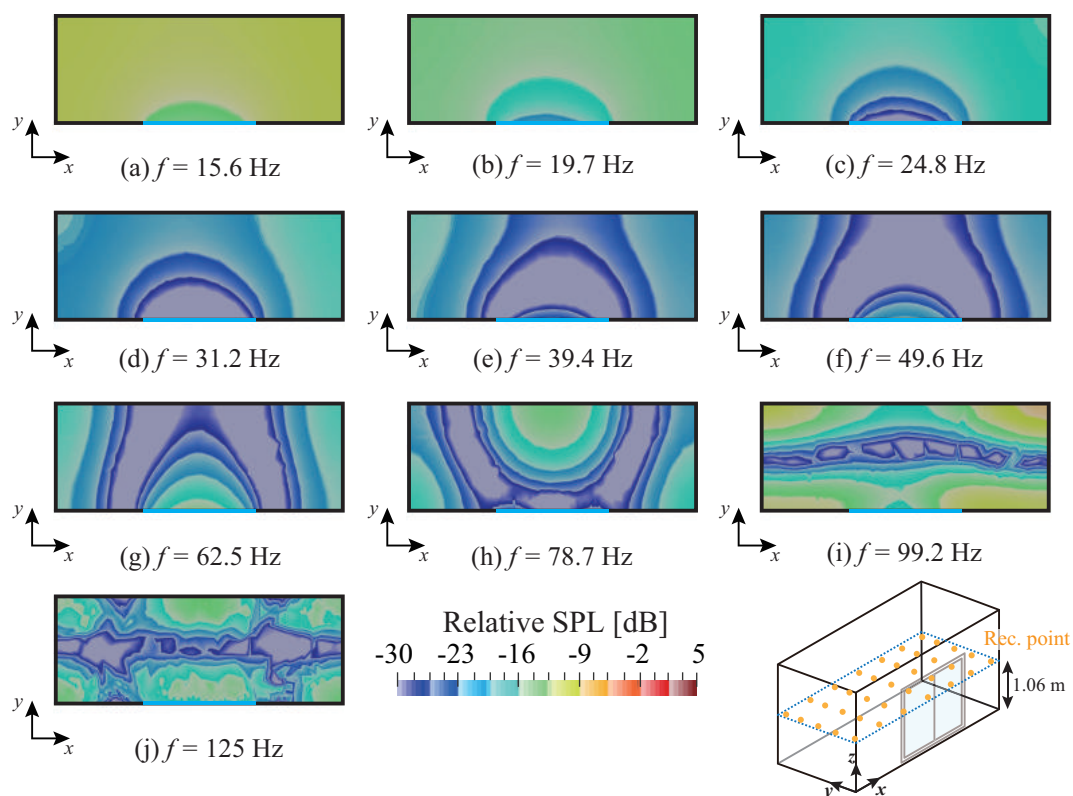 y
x
(a) f = 15.6 Hz
y
x
(b) f = 19.7 Hz
y
x
(c) f = 24.8 Hz
y
x
(d) f = 31.2 Hz
y
x
(e) f = 39.4 Hz
y
x
(f) f = 49.6 Hz
y
x
(g) f = 62.5 Hz
y
x
(h) f = 78.7 Hz
y
x
(i) f = 99.2 Hz
y
x
(j) f = 125 Hz
Relative SPL [dB]
-30 -23 -16 -9 -2 5
Rec. point
1.06 m
z
y
x